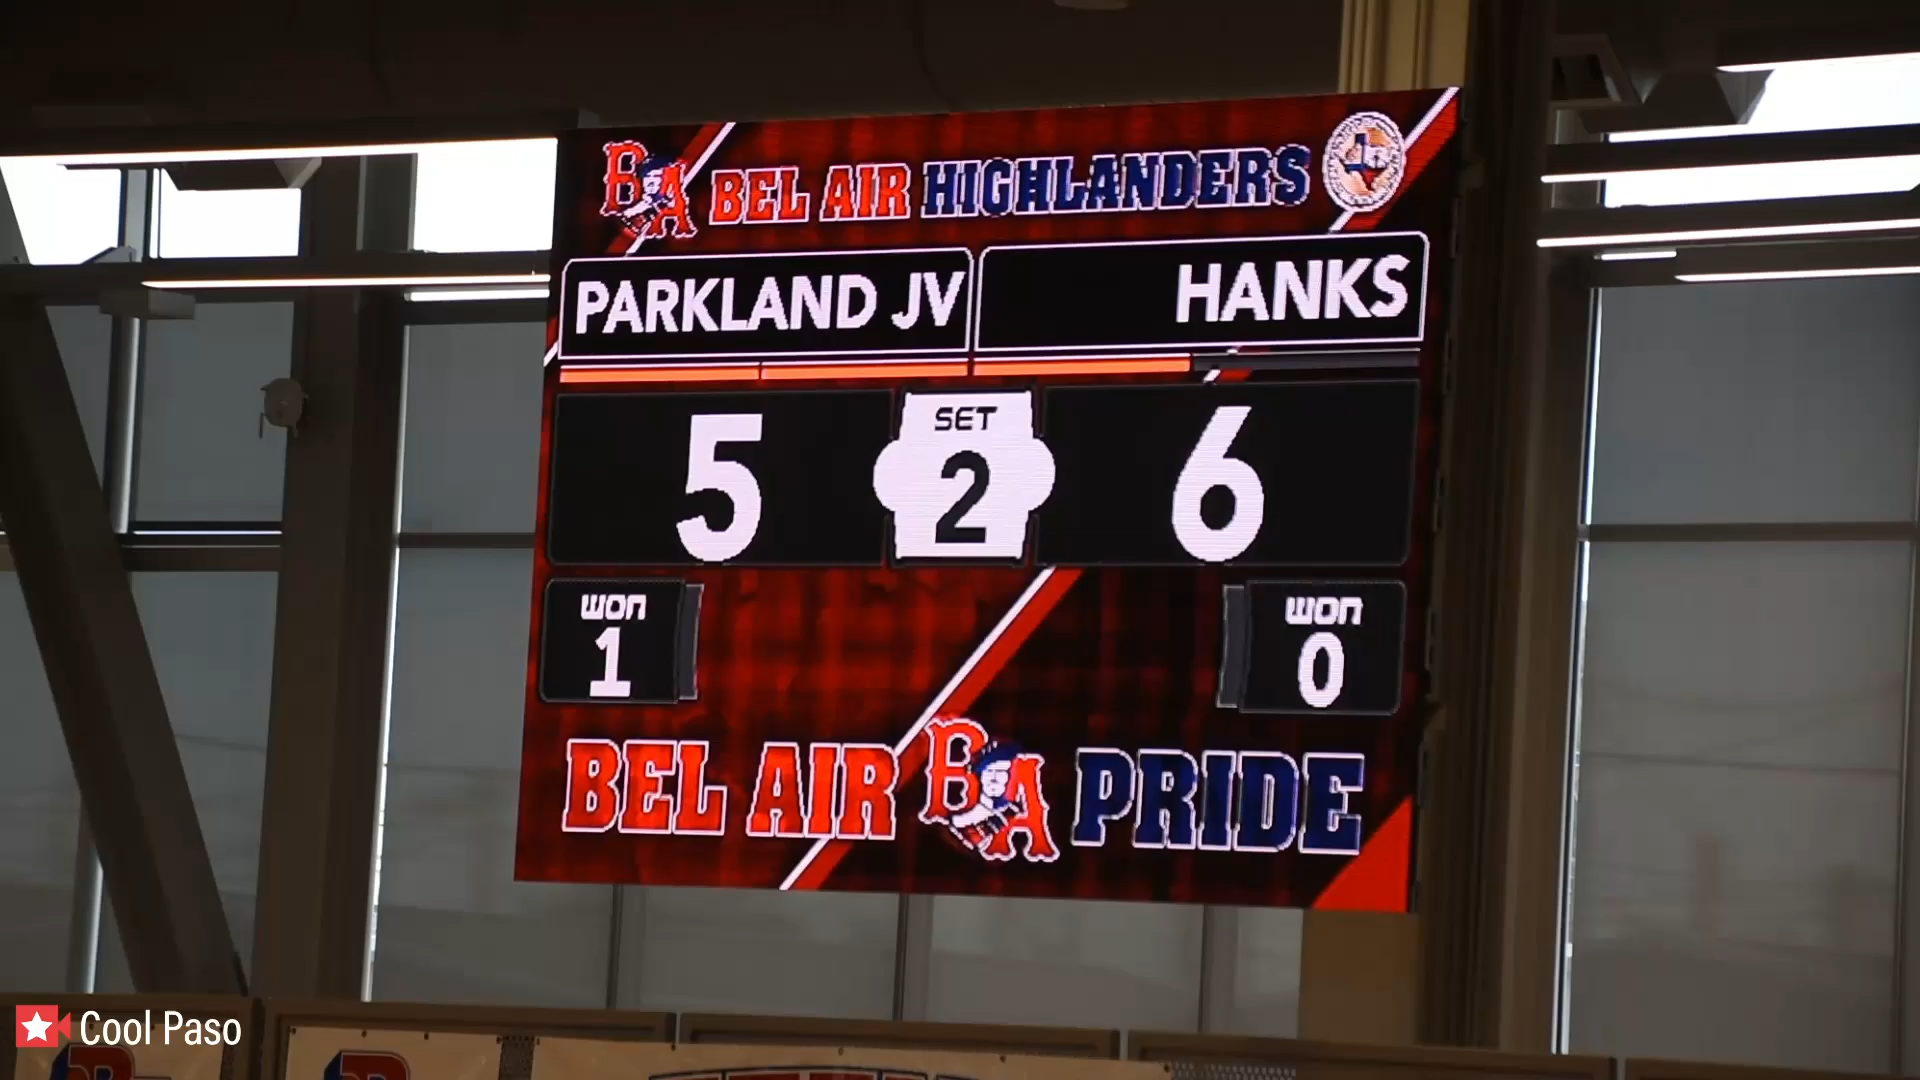 BA BEL AIR HIGHLANDERS
PARKLAND JV HANKS
5 SET 2 6
WON WON
1 0
BEL AIR BA PRIDE
Cool Paso